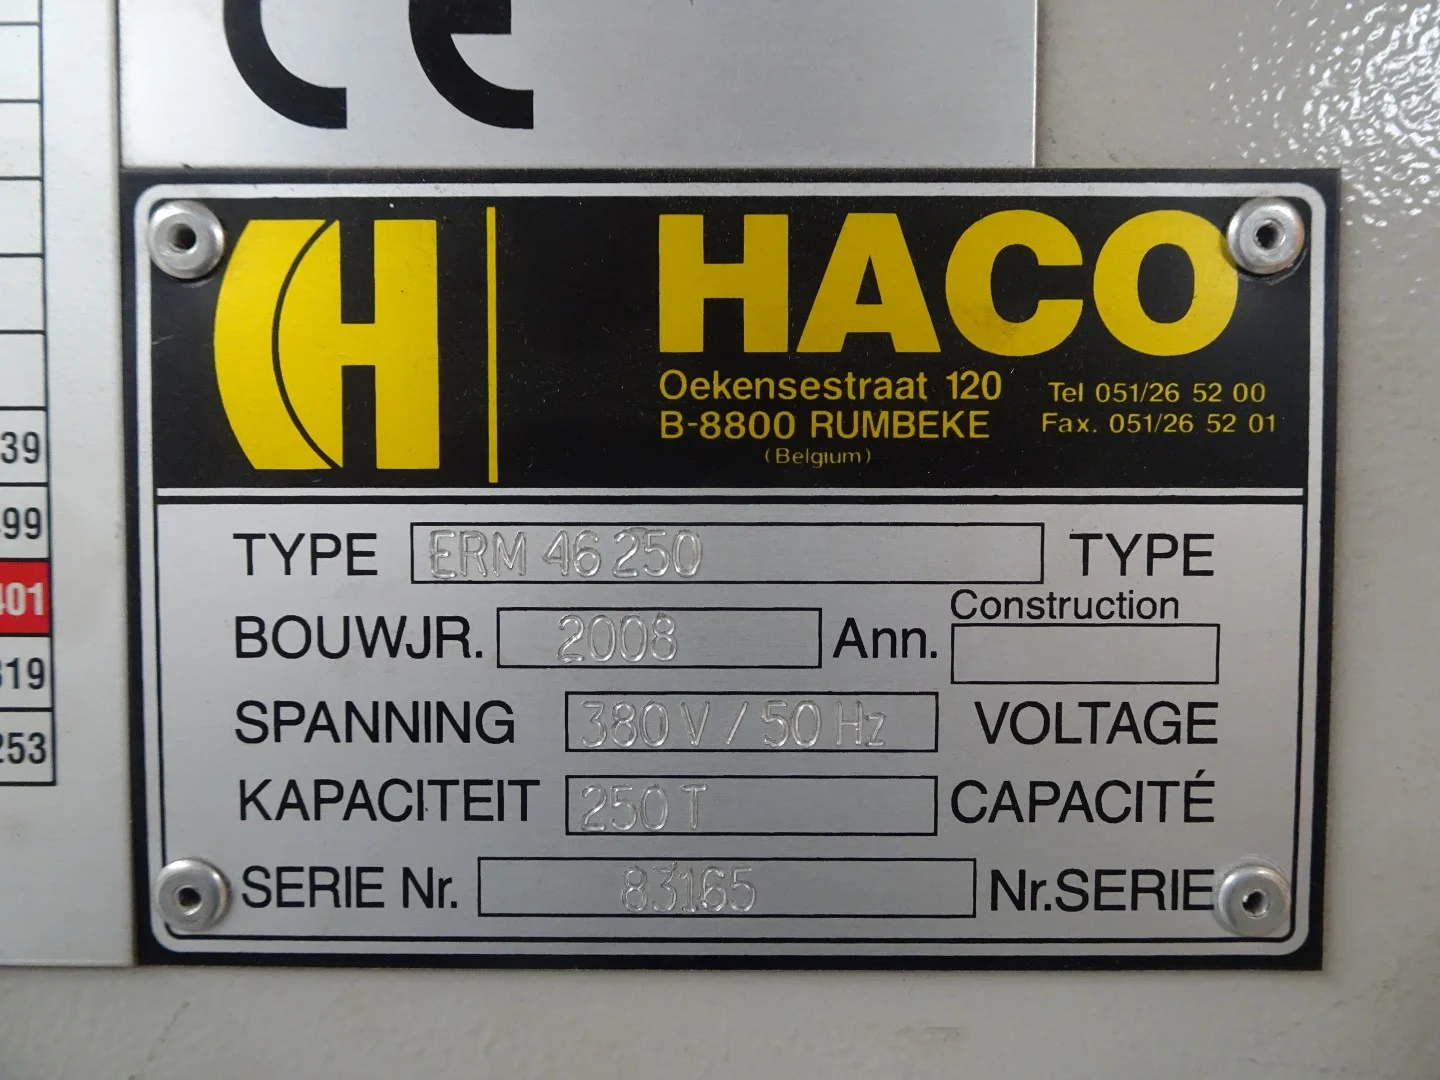 CE
HACO
Oekensestraat 120
B-8800 RUMBEKE
(Belgium)
Tel 051/26 52 00
Fax. 051/26 52 01
TYPE ERM 46 250 TYPE
BOUWJR. 2008 Ann. Construction
SPANNING 380 V / 50 Hz VOLTAGE
KAPACITEIT 250 T CAPACITÉ
SERIE Nr. 83165 Nr.SERIE
39
99
401
319
253